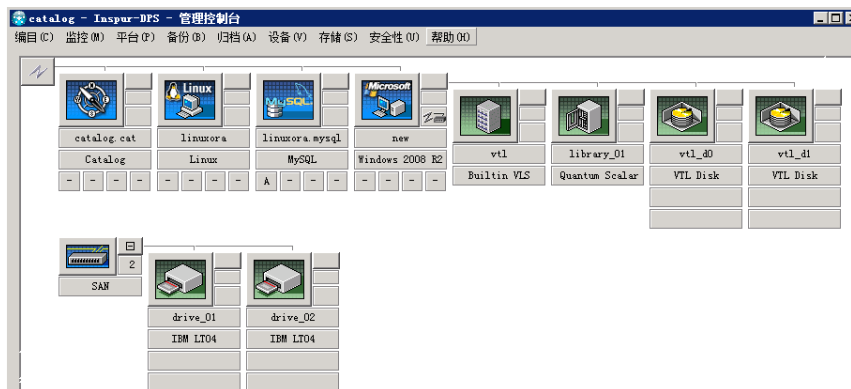 catalog - Inspur-DPS - 管理控制台
编目(C) 监控(M) 平台(P) 备份(B) 归档(A) 设备(V) 存储(S) 安全性(U) 帮助(H)
Linux MySQL Microsoft
catalog.cat linuxora linuxora.mysql new vtl library_01 vtl_d0 vtl_d1
Catalog Linux MySQL Windows 2008 R2 Builtin VLS Quantum Scalar VTL Disk VTL Disk
- - - - - - - - A - - - - - - -
2
SAN
drive_01 drive_02
IBM LTO4 IBM LTO4